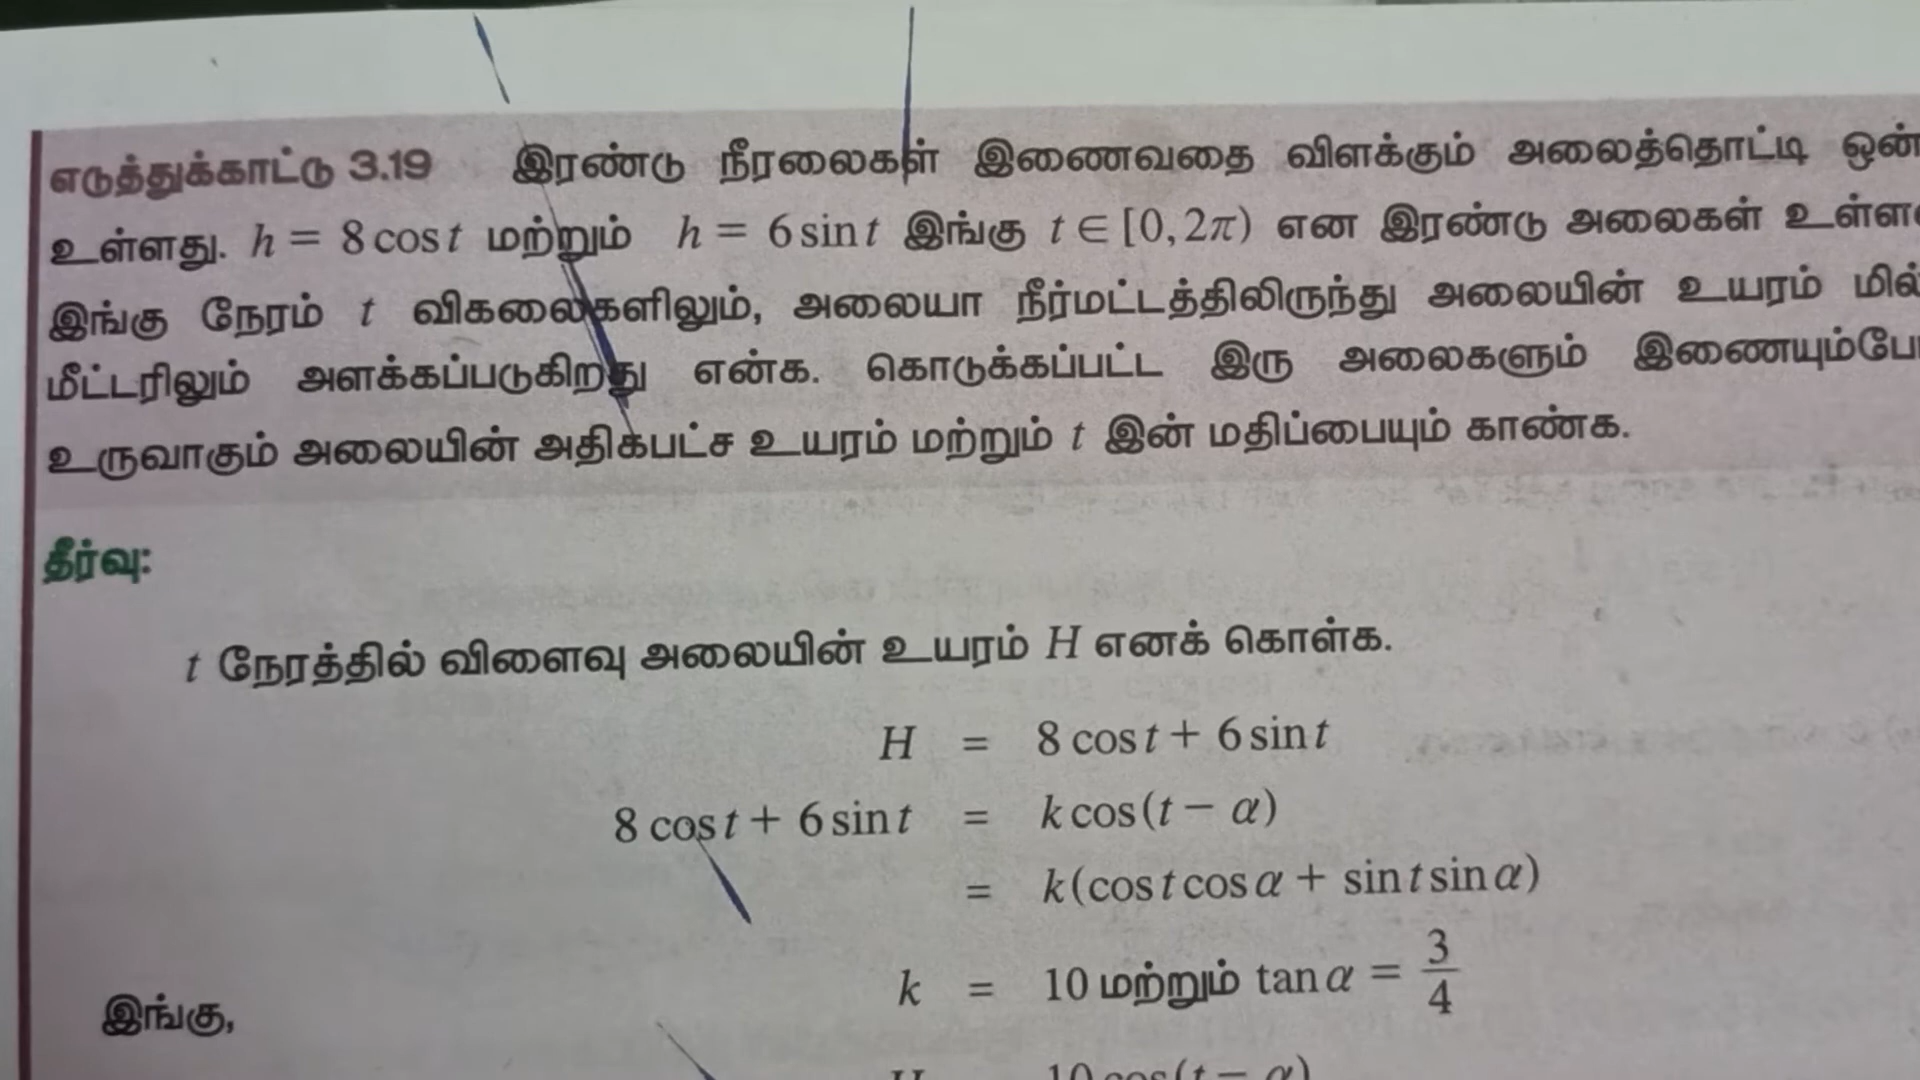 எடுத்துக்காட்டு 3.19 இரண்டு நீரலைகள் இணைவதை விளக்கும் அலைத்தொட்டி ஒன்
உள்ளது. h = 8 cos t மற்றும் h = 6 sin t இங்கு t ∈ [0, 2π) என இரண்டு அலைகள் உள்ளன
இங்கு நேரம் t விகலைகளிலும், அலையா நீர்மட்டத்திலிருந்து அலையின் உயரம் மில்
மீட்டரிலும் அளக்கப்படுகிறது என்க. கொடுக்கப்பட்ட இரு அலைகளும் இணையும்போ
உருவாகும் அலையின் அதிகபட்ச உயரம் மற்றும் t இன் மதிப்பையும் காண்க.
தீர்வு:
t நேரத்தில் விளைவு அலையின் உயரம் H எனக் கொள்க.
H = 8 cos t + 6 sin t
8 cos t + 6 sin t = k cos(t − α)
= k(cos t cos α + sin t sin α)
இங்கு, k = 10 மற்றும் tan α = 3/4
H 10 cos(t − α)